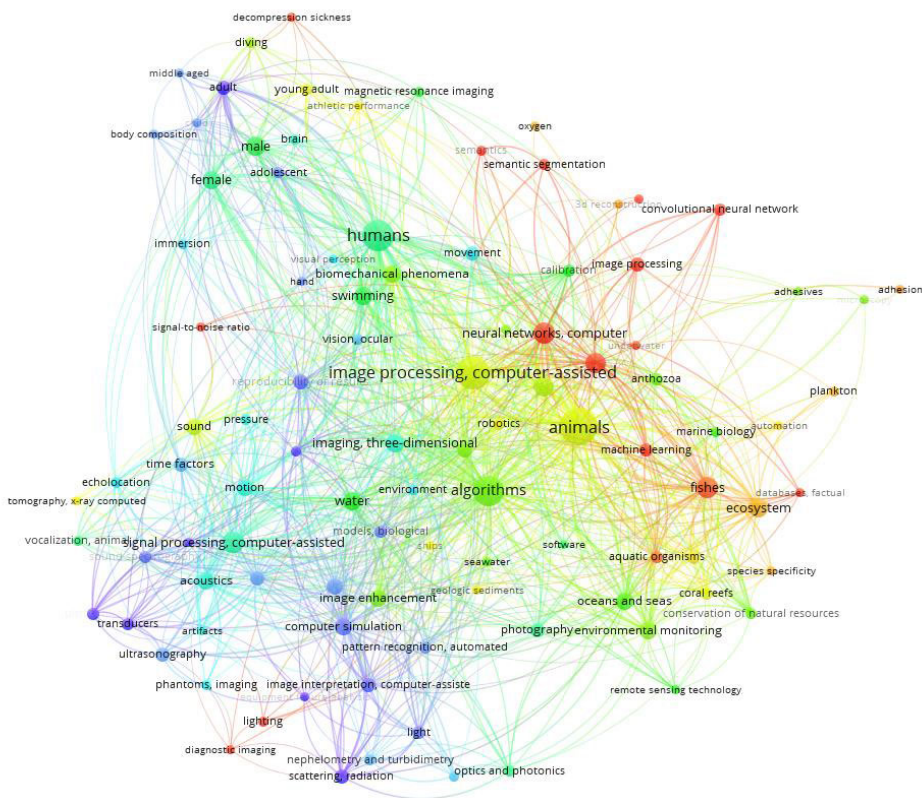 decompression sickness
diving
middle aged
adult
young adult
magnetic resonance imaging
athletic performance
body composition
brain
male
oxygen
semantics
semantic segmentation
female
adolescent
3d reconstruction
convolutional neural network
humans
immersion
visual perception
movement
hand
biomechanical phenomena
calibration
image processing
swimming
adhesives
adhesion
microscopy
signal-to-noise ratio
vision, ocular
neural networks, computer
underwater
image processing, computer-assisted
anthozoa
plankton
sound
pressure
robotics
animals
marine biology
automation
imaging, three-dimensional
machine learning
time factors
echolocation
motion
environment
algorithms
fishes
databases, factual
tomography, x-ray computed
water
ecosystem
models, biological
vocalization, animal
signal processing, computer-assisted
ships
software
aquatic organisms
seawater
species specificity
acoustics
geologic sediments
coral reefs
image enhancement
oceans and seas
conservation of natural resources
transducers
artifacts
computer simulation
photography
environmental monitoring
pattern recognition, automated
ultrasonography
phantoms, imaging
image interpretation, computer-assiste
remote sensing technology
lighting
light
diagnostic imaging
nephelometry and turbidimetry
scattering, radiation
optics and photonics